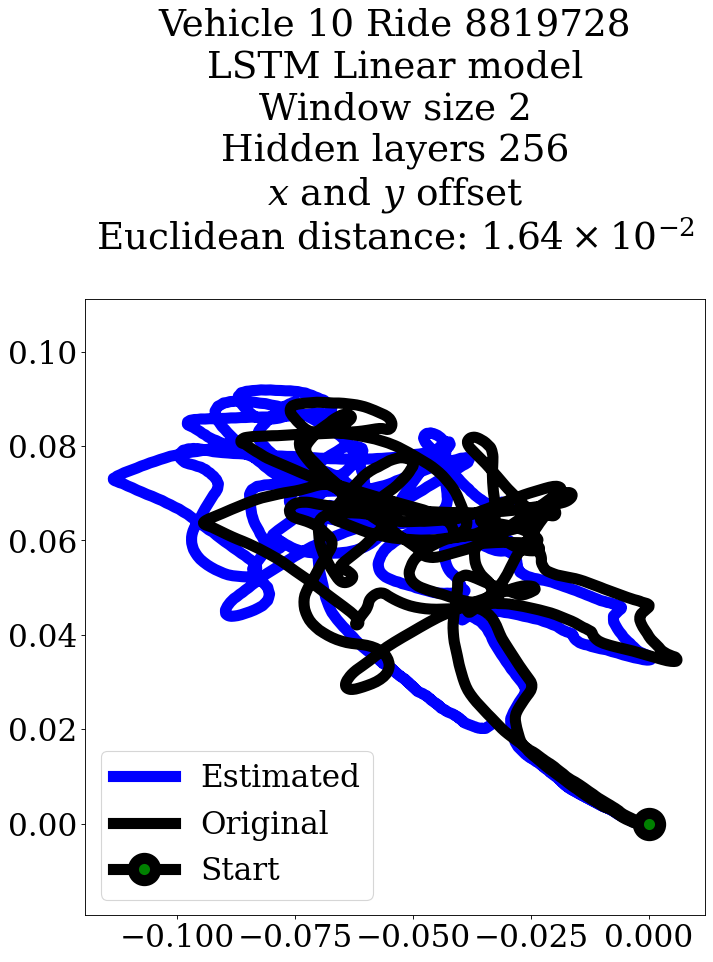 Vehicle 10 Ride 8819728
LSTM Linear model
Window size 2
Hidden layers 256
x and y offset
Euclidean distance: 1.64 × 10⁻²
0.10
0.08
0.06
0.04
0.02
0.00
Estimated
Original
Start
−0.100 −0.075 −0.050 −0.025 0.000